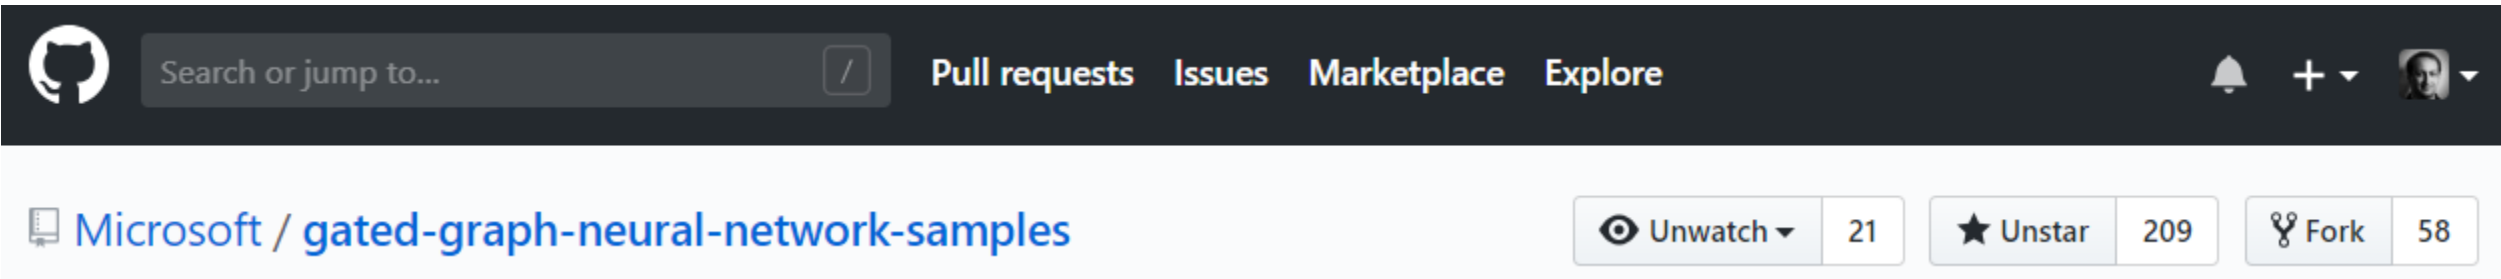 Search or jump to... / Pull requests Issues Marketplace Explore
Microsoft / gated-graph-neural-network-samples Unwatch 21 Unstar 209 Fork 58